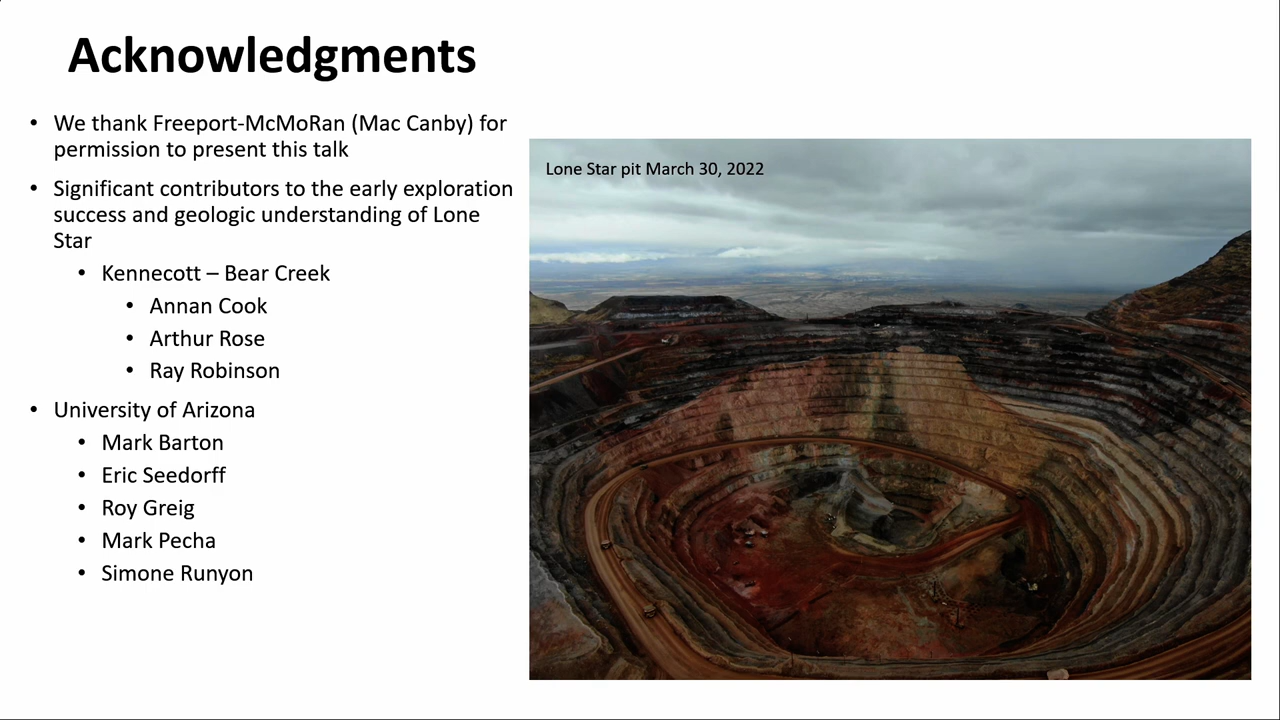 Acknowledgments
• We thank Freeport-McMoRan (Mac Canby) for
permission to present this talk
• Significant contributors to the early exploration
success and geologic understanding of Lone
Star
• Kennecott – Bear Creek
• Annan Cook
• Arthur Rose
• Ray Robinson
• University of Arizona
• Mark Barton
• Eric Seedorff
• Roy Greig
• Mark Pecha
• Simone Runyon
Lone Star pit March 30, 2022